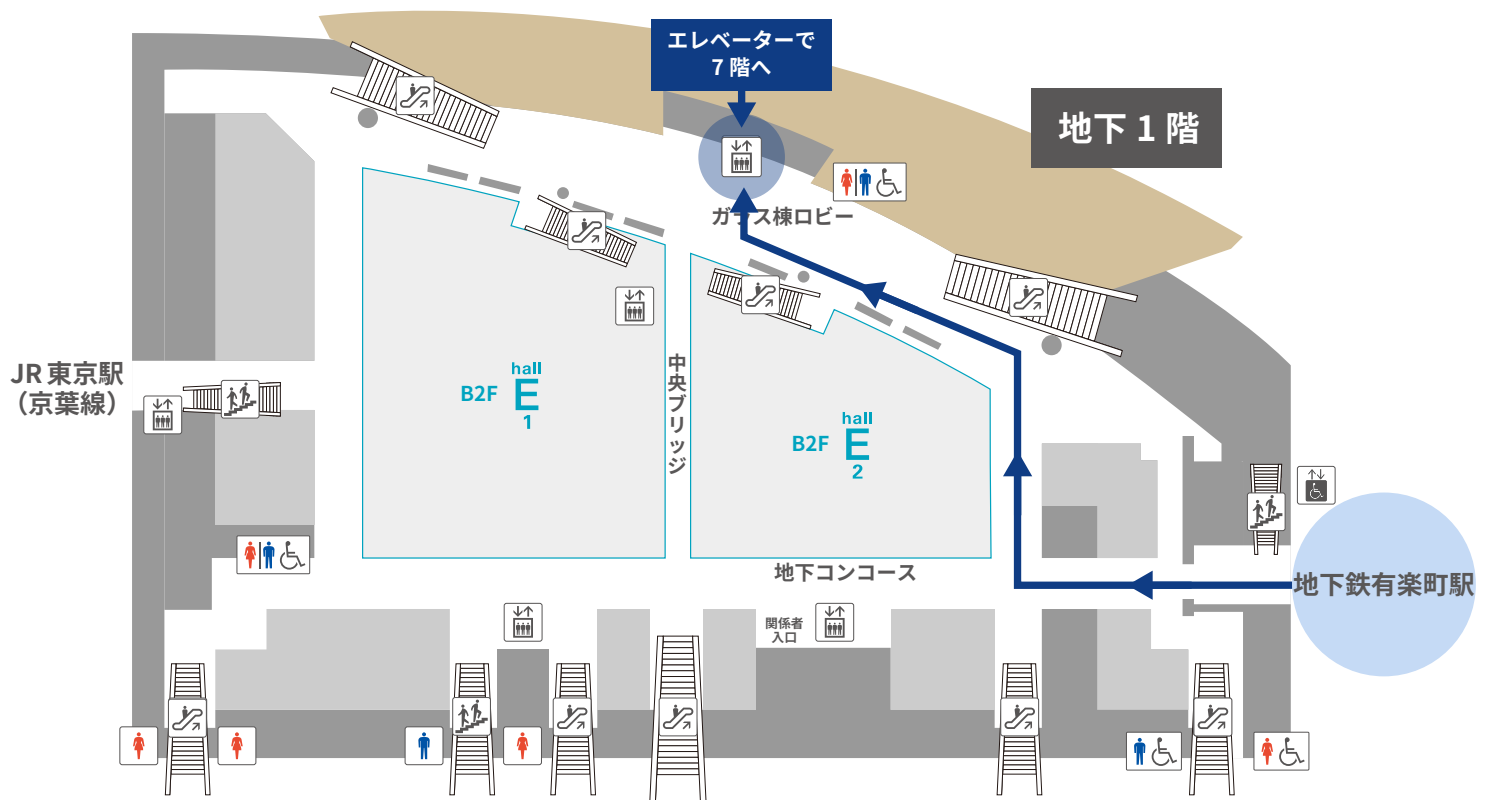 エレベーターで
7 階へ
地下 1 階
ガラス棟ロビー
JR 東京駅
（京葉線）
B2F
hall
E
1
中央ブリッジ
B2F
hall
E
2
地下コンコース
地下鉄有楽町駅
関係者
入口